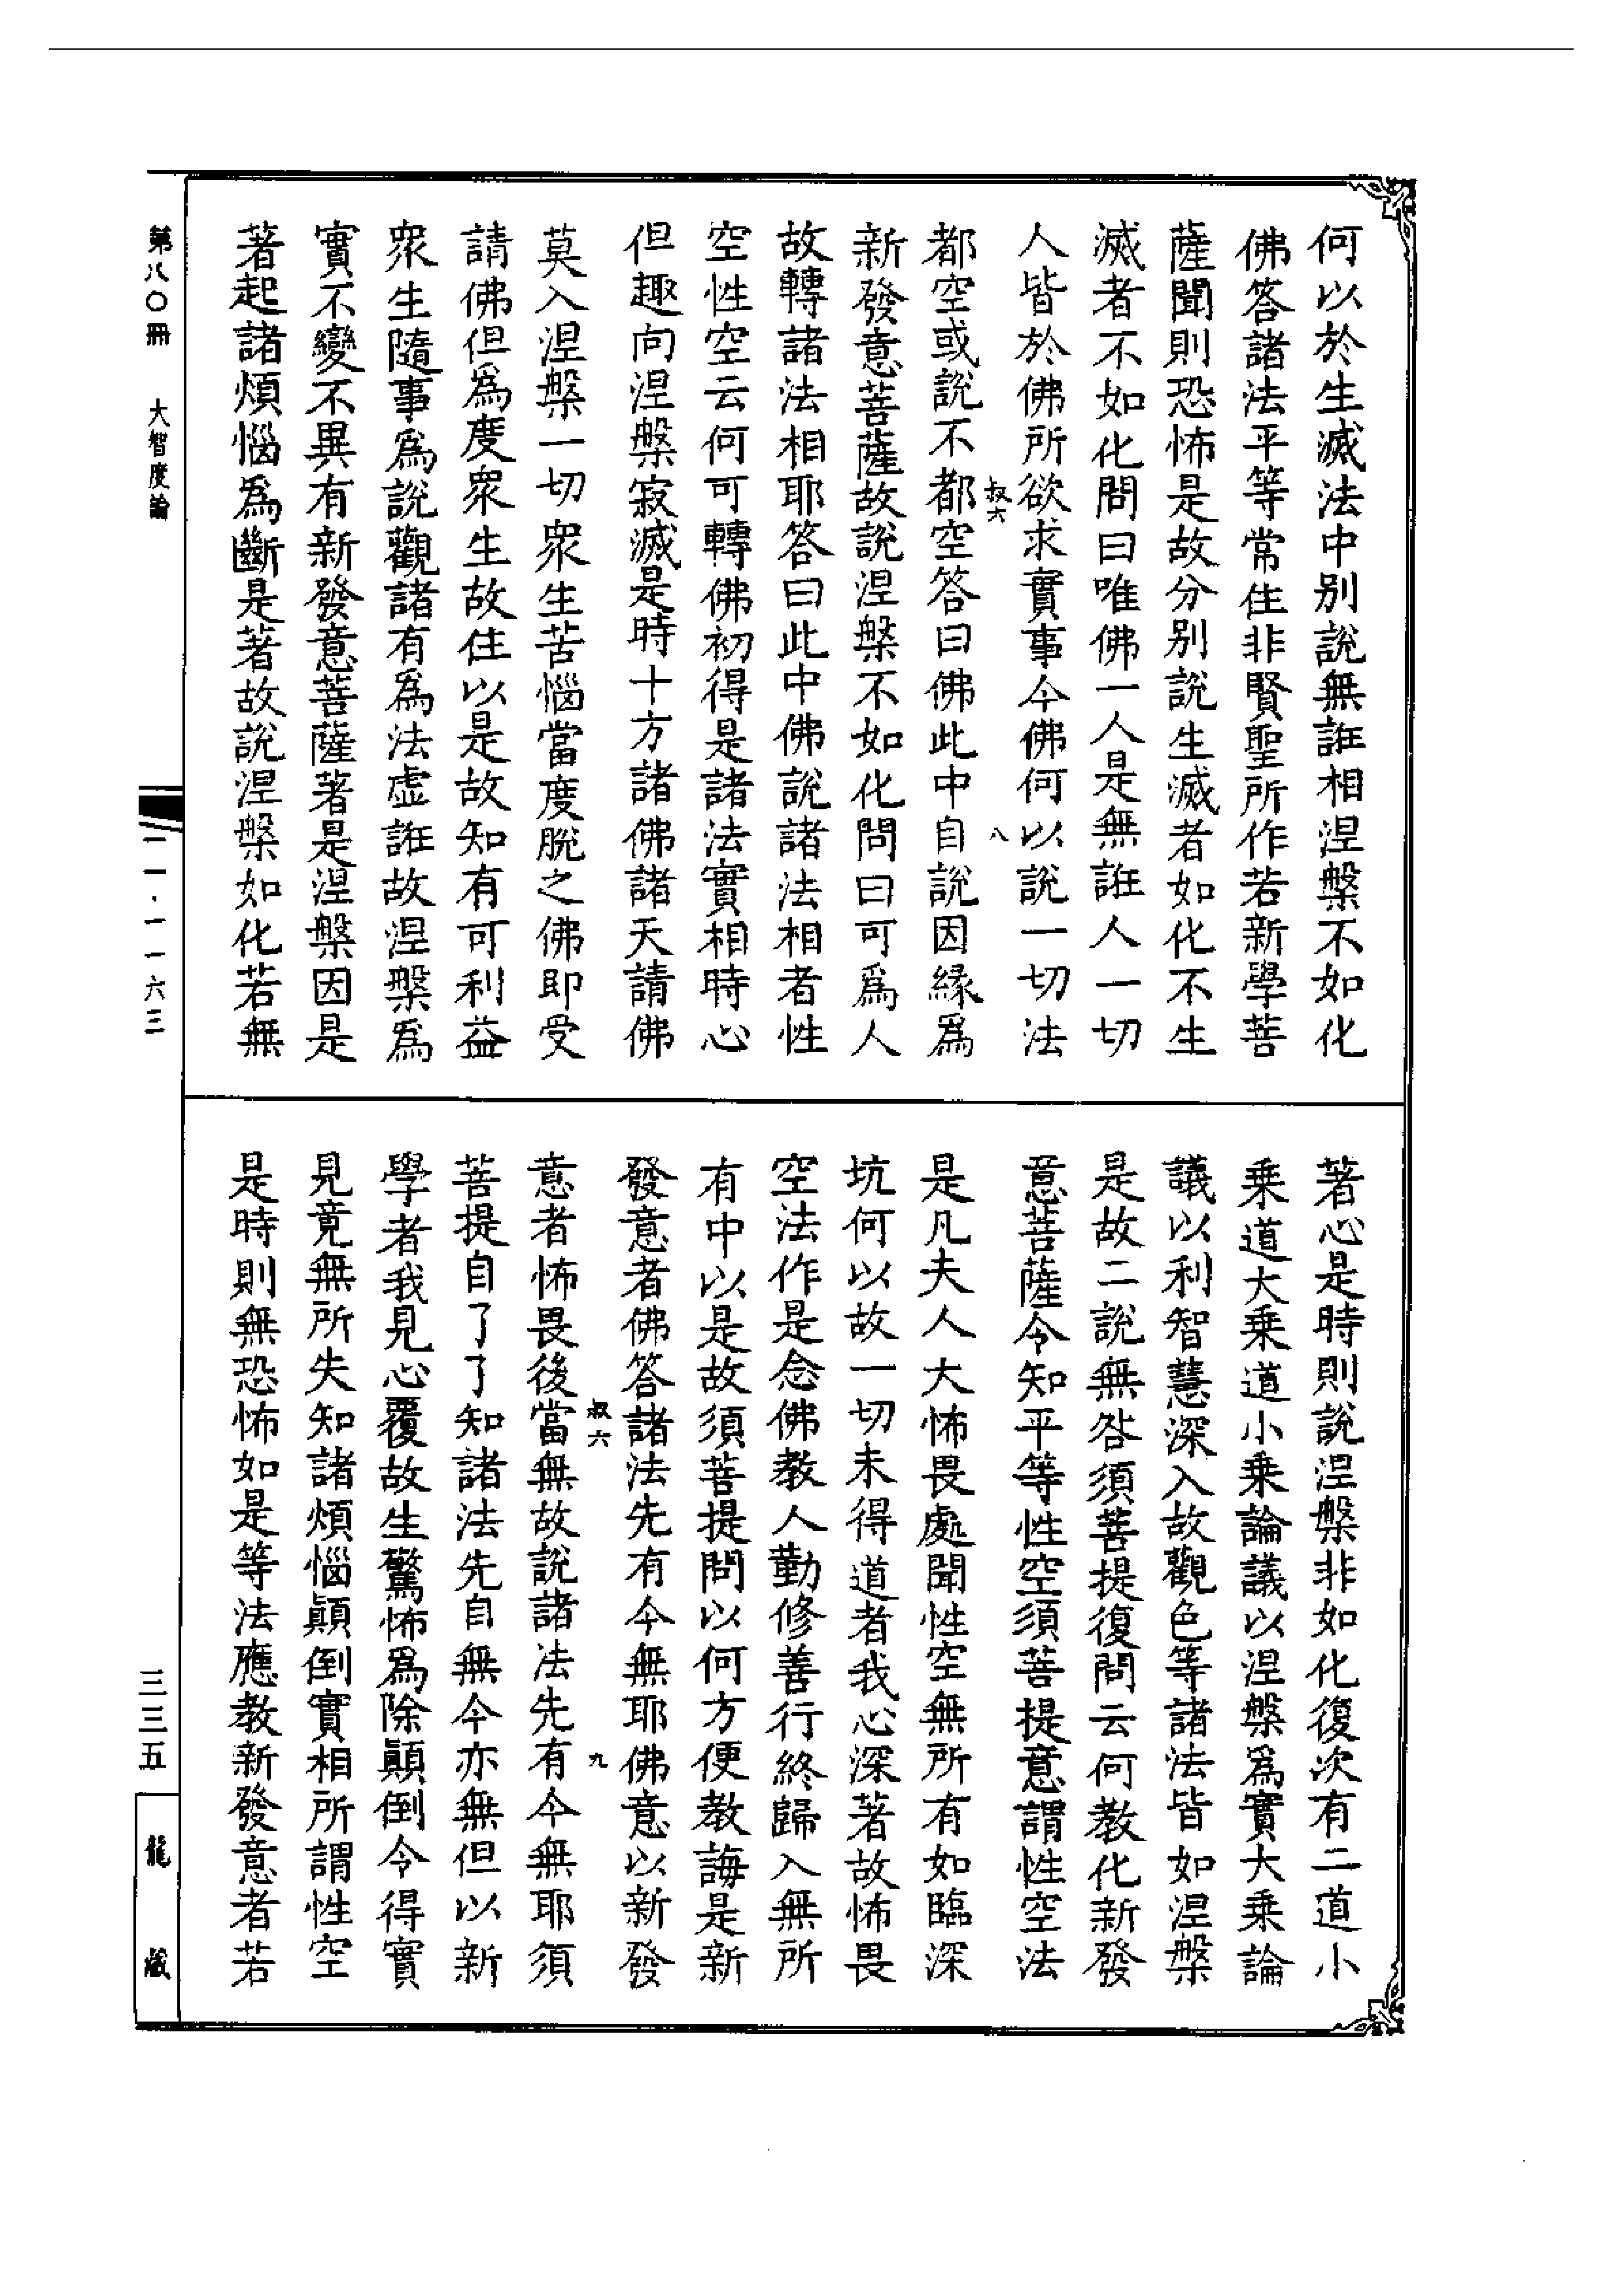 何以於生滅法中別說無誑相涅槃不如化
佛答諸法平等常住非賢聖所作若新學菩
薩聞則恐怖是故分別說生滅者如化不生
滅者不如化問曰唯佛一人是無誑人一切
人皆於佛所欲求實事今佛何以說一切法
叔六
八
都空或說不都空答曰佛此中自說因緣為
新發意菩薩故說涅槃不如化問曰可為人
故轉諸法相耶答曰此中佛說諸法相者性
空性空云何可轉佛初得是諸法實相時心
但趣向涅槃寂滅是時十方諸佛諸天請佛
莫入涅槃一切眾生苦惱當度脫之佛即受
請佛但為度眾生故住以是故知有可利益
眾生隨事為說觀諸有為法虛誑故涅槃為
實不變不異有新發意菩薩著是涅槃因是
著起諸煩惱為斷是著故說涅槃如化若無
著心是時則說涅槃非如化復次有二道小
乘道大乘道小乘論議以涅槃為實大乘論
議以利智慧深入故觀色等諸法皆如涅槃
是故二說無咎須菩提復問云何教化新發
意菩薩令知平等性空須菩提意謂性空法
是凡夫人大怖畏處聞性空無所有如臨深
坑何以故一切未得道者我心深著故怖畏
空法作是念佛教人勤修善行終歸入無所
有中以是故須菩提問以何方便教誨是新
發意者佛答諸法先有今無耶佛意以新發
叔六
九
意者怖畏後當無故說諸法先有今無耶須
菩提自了了知諸法先自無今亦無但以新
學者我見心覆故生驚怖為除顛倒令得實
見竟無所失知諸煩惱顛倒實相所謂性空
是時則無恐怖如是等法應教新發意者若
第八〇冊 大智度論
一一·一一六三
三三五
龍藏